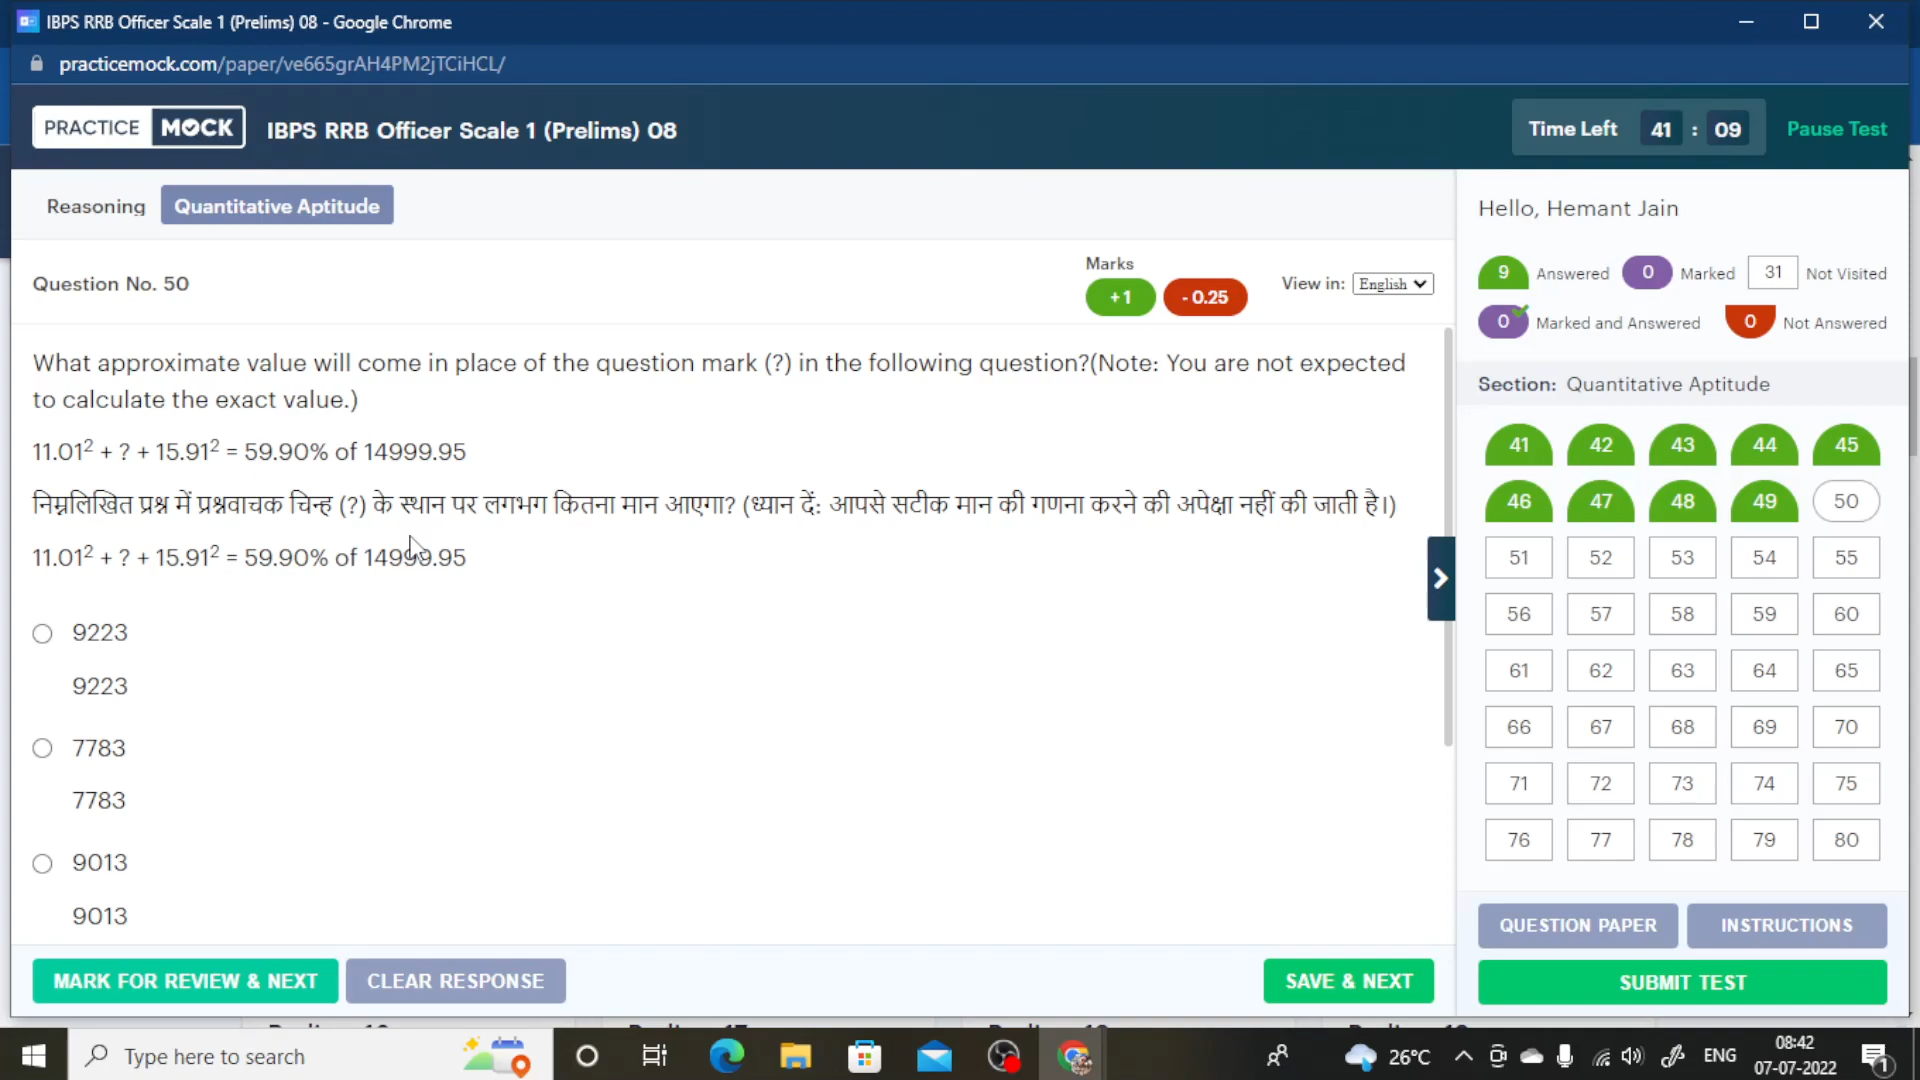 IBPS RRB Officer Scale 1 (Prelims) 08 - Google Chrome
practicemock.com/paper/ve665grAH4PM2jTCiHCL/
PRACTICE MOCK
IBPS RRB Officer Scale 1 (Prelims) 08
Time Left 41 : 09
Pause Test
Reasoning
Quantitative Aptitude
Question No. 50
Marks
+1
- 0.25
View in: English
What approximate value will come in place of the question mark (?) in the following question?(Note: You are not expected
to calculate the exact value.)
11.01² + ? + 15.91² = 59.90% of 14999.95
निम्नलिखित प्रश्न में प्रश्नवाचक चिन्ह (?) के स्थान पर लगभग कितना मान आएगा? (ध्यान दें: आपसे सटीक मान की गणना करने की अपेक्षा नहीं की जाती है।)
11.01² + ? + 15.91² = 59.90% of 14999.95
9223
9223
7783
7783
9013
9013
MARK FOR REVIEW & NEXT
CLEAR RESPONSE
SAVE & NEXT
Hello, Hemant Jain
9 Answered 0 Marked 31 Not Visited
0 Marked and Answered 0 Not Answered
Section: Quantitative Aptitude
41 42 43 44 45
46 47 48 49 50
51 52 53 54 55
56 57 58 59 60
61 62 63 64 65
66 67 68 69 70
71 72 73 74 75
76 77 78 79 80
QUESTION PAPER
INSTRUCTIONS
SUBMIT TEST
Type here to search
26°C
ENG
08:42
07-07-2022
1